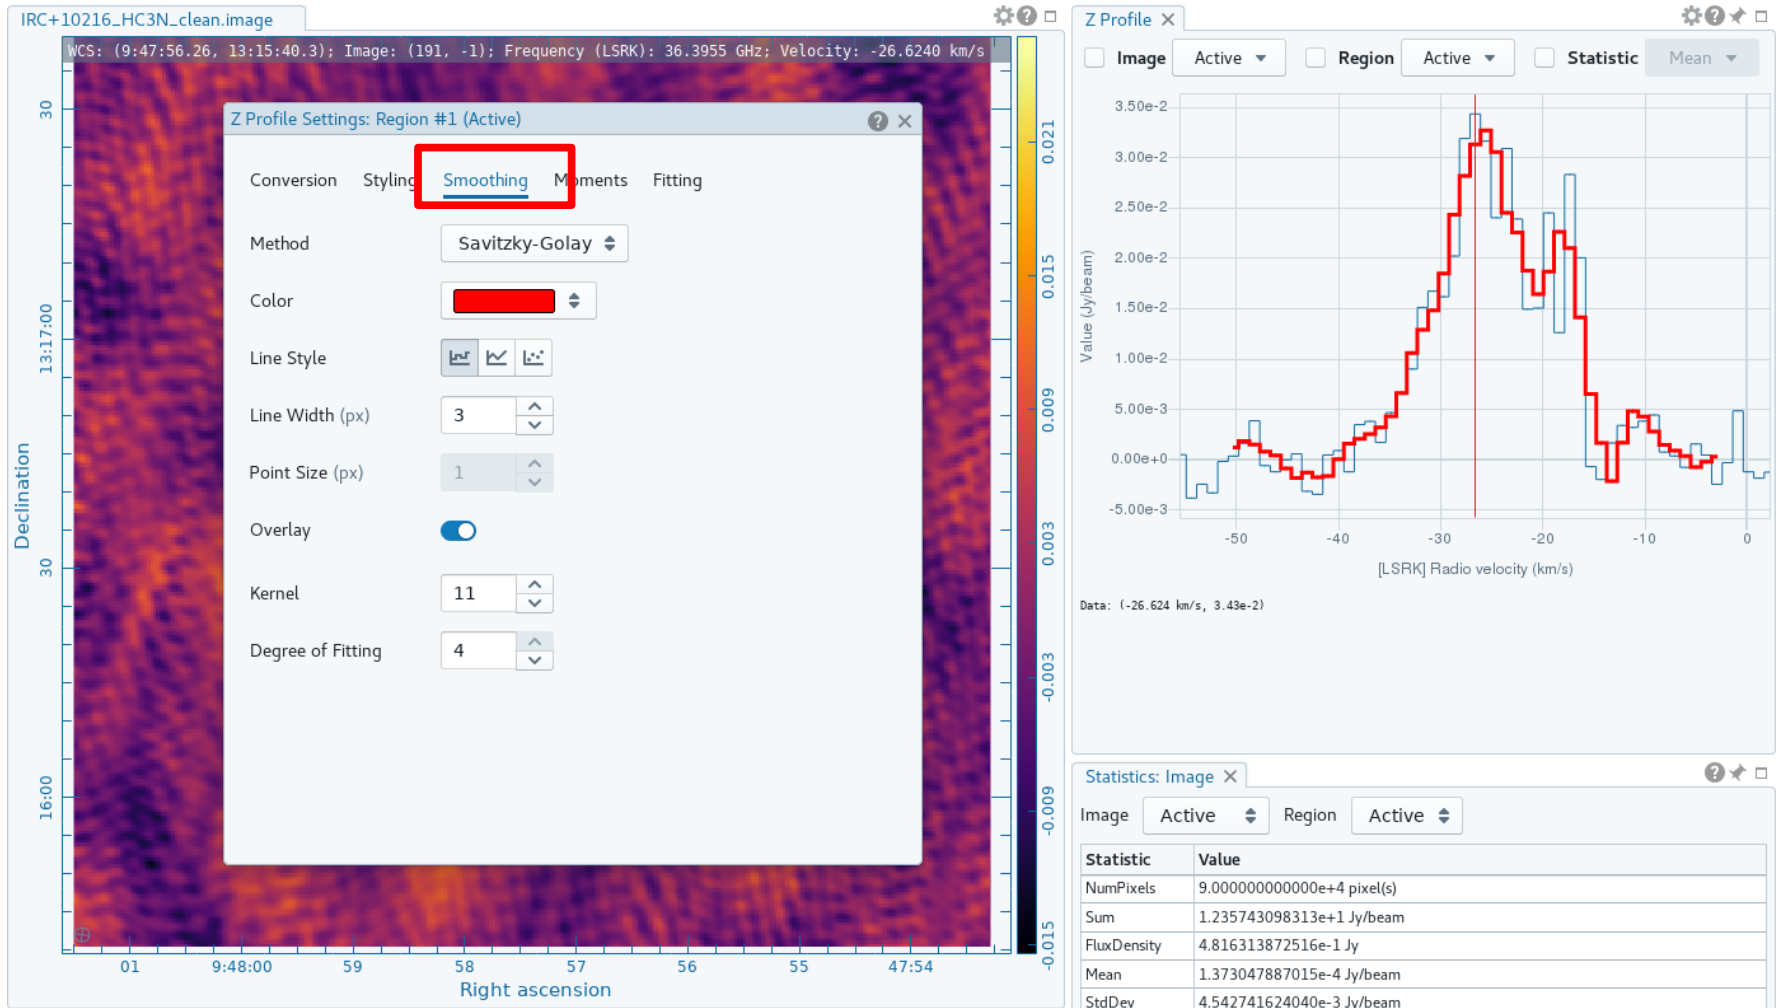 IRC+10216_HC3N_clean.image
WCS: (9:47:56.26, 13:15:40.3); Image: (191, -1); Frequency (LSRK): 36.3955 GHz; Velocity: -26.6240 km/s
Z Profile Settings: Region #1 (Active)
Conversion Styling Smoothing Moments Fitting
Method Savitzky-Golay
Color
Line Style
Line Width (px) 3
Point Size (px) 1
Overlay
Kernel 11
Degree of Fitting 4
Declination
30
13:17:00
30
16:00
01 9:48:00 59 58 57 56 55 47:54
Right ascension
0.021
0.015
0.009
0.003
-0.003
-0.009
-0.015
Z Profile
Image Active Region Active Statistic Mean
Value (Jy/beam)
3.50e-2
3.00e-2
2.50e-2
2.00e-2
1.50e-2
1.00e-2
5.00e-3
0.00e+0
-5.00e-3
-50 -40 -30 -20 -10 0
[LSRK] Radio velocity (km/s)
Data: (-26.624 km/s, 3.43e-2)
Statistics: Image
Image Active Region Active
Statistic Value
NumPixels 9.000000000000e+4 pixel(s)
Sum 1.235743098313e+1 Jy/beam
FluxDensity 4.816313872516e-1 Jy
Mean 1.373047887015e-4 Jy/beam
StdDev 4.542741624040e-3 Jy/beam